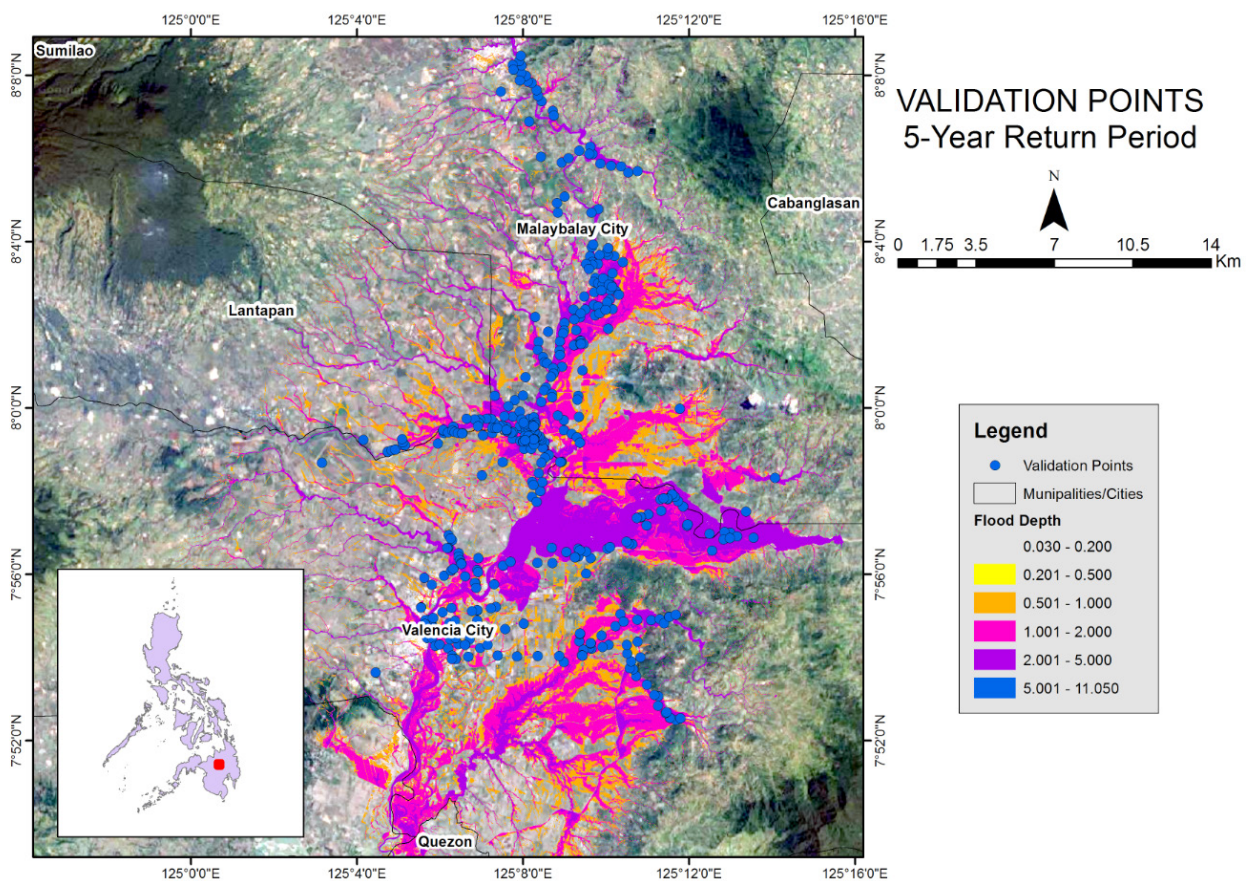 125°0'0"E
125°4'0"E
125°8'0"E
125°12'0"E
125°16'0"E
Sumilao
8°8'0"N
8°8'0"N
VALIDATION POINTS
5-Year Return Period
N
Cabanglasan
Malaybalay City
8°4'0"N
8°4'0"N
0 1.75 3.5 7 10.5 14
Km
Lantapan
8°0'0"N
8°0'0"N
Legend
Validation Points
Munipalities/Cities
Flood Depth
0.030 - 0.200
0.201 - 0.500
0.501 - 1.000
1.001 - 2.000
2.001 - 5.000
5.001 - 11.050
7°56'0"N
7°56'0"N
Valencia City
7°52'0"N
7°52'0"N
Quezon
125°0'0"E
125°4'0"E
125°8'0"E
125°12'0"E
125°16'0"E